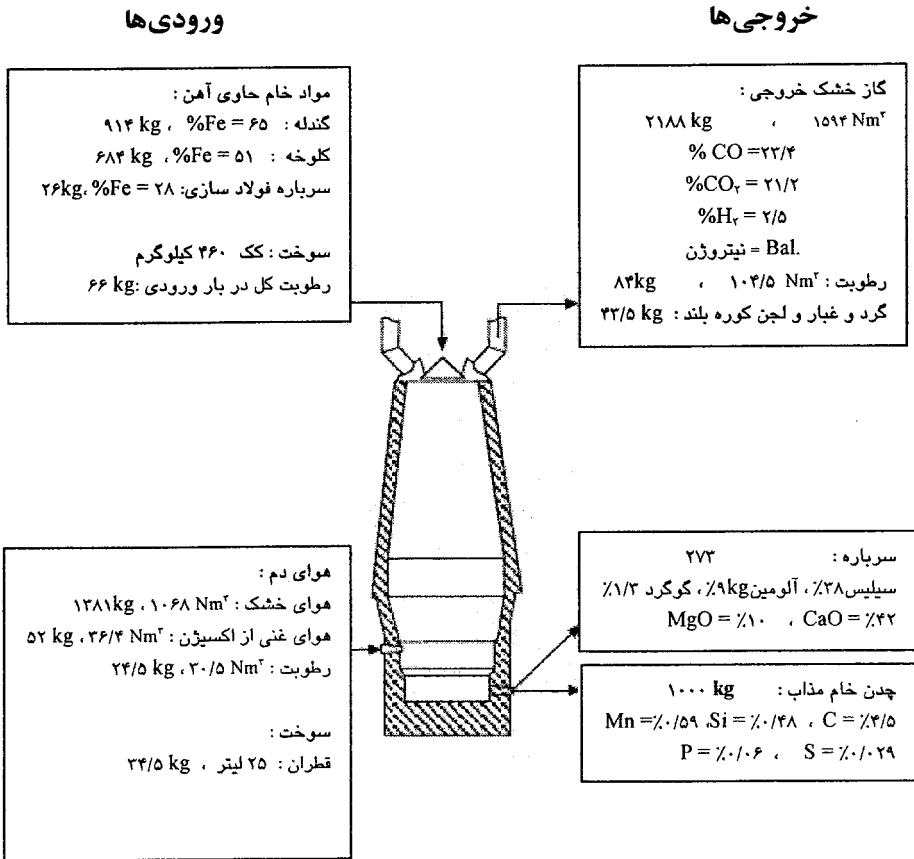 ورودی‌ها
خروجی‌ها
مواد خام حاوی آهن :
گندله : ۶۵ = Fe% ، ۹۱۴ kg
کلوخه : ۵۱ = Fe% ، ۶۸۴ kg
سرباره فولاد سازی: ۲۸ = Fe% ،۲۶kg
سوخت : کک ۴۶۰ کیلوگرم
رطوبت کل در بار ورودی :۶۶ kg
گاز خشک خروجی :
۱۵۹۴ Nm³ ، ۲۱۸۸ kg
% CO =۲۳/۴
%CO₂ = ۲۱/۲
%H₂ = ۲/۵
نیتروژن = Bal.
رطوبت : ۱۰۴/۵ Nm³ ، ۸۴kg
گرد و غبار و لجن کوره بلند : ۴۳/۵ kg
هوای دم :
هوای خشک : ۱۰۶۸ Nm³ ، ۱۳۸۱kg
هوای غنی از اکسیژن : ۳۶/۴ Nm³ ، ۵۲ kg
رطوبت : ۳۰/۵ Nm³ ، ۲۴/۵ kg
سوخت :
قطران : ۲۵ لیتر ، ۳۴/۵ kg
سرباره : ۲۷۳
سیلیس۳۸٪، آلومین۹kg٪، گوگرد ۱/۳٪
CaO = ٪۴۲ ، MgO = ٪۱۰
چدن خام مذاب : ۱۰۰۰ kg
C = ٪۴/۵ ، Si = ٪۰/۴۸، Mn =٪۰/۵۹
S = ٪۰/۰۲۹ ، P = ٪۰/۰۶